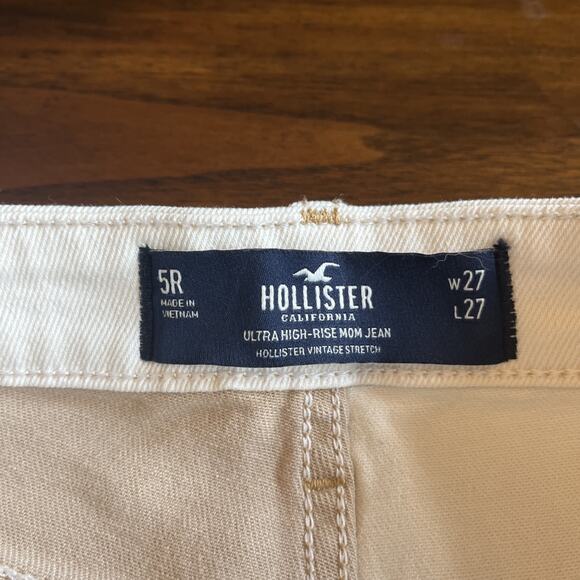 5R
MADE IN
VIETNAM
HOLLISTER
CALIFORNIA
ULTRA HIGH-RISE MOM JEAN
HOLLISTER VINTAGE STRETCH
W27
L27